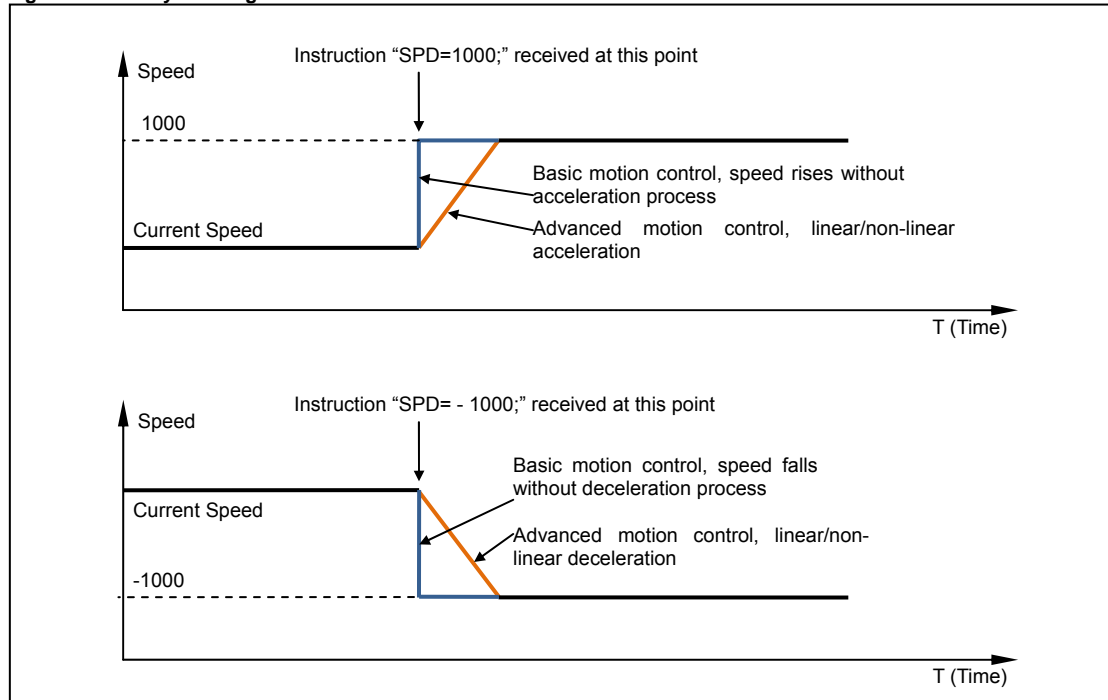 Instruction “SPD=1000;” received at this point
Speed
1000
Basic motion control, speed rises without
acceleration process
Current Speed
Advanced motion control, linear/non-linear
acceleration
T (Time)
Instruction “SPD= - 1000;” received at this point
Speed
Basic motion control, speed falls
without deceleration process
Current Speed
Advanced motion control, linear/non-
linear deceleration
-1000
T (Time)